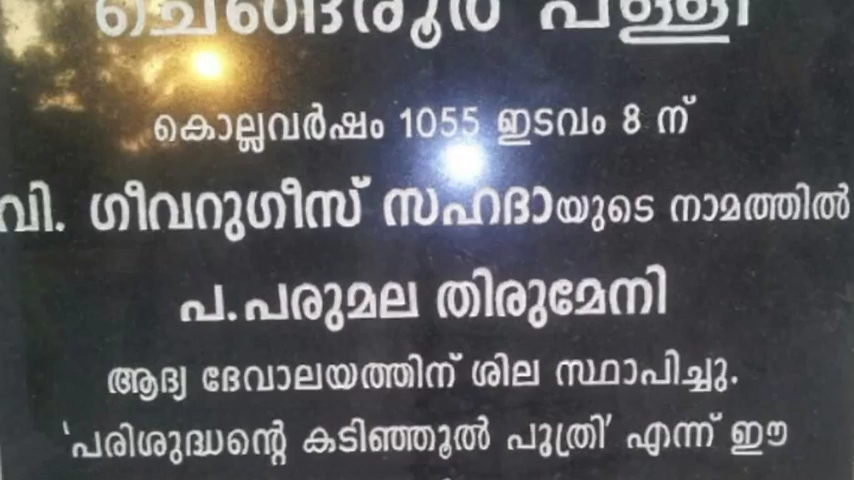 ചെങ്ങരൂർ പള്ളി
കൊല്ലവർഷം 1055 ഇടവം 8 ന്
വി. ഗീവറുഗീസ് സഹദായുടെ നാമത്തിൽ
പ.പരുമല തിരുമേനി
ആദ്യ ദേവാലയത്തിന് ശില സ്ഥാപിച്ചു.
'പരിശുദ്ധന്റെ കടിഞ്ഞൂൽ പുത്രി' എന്ന് ഈ